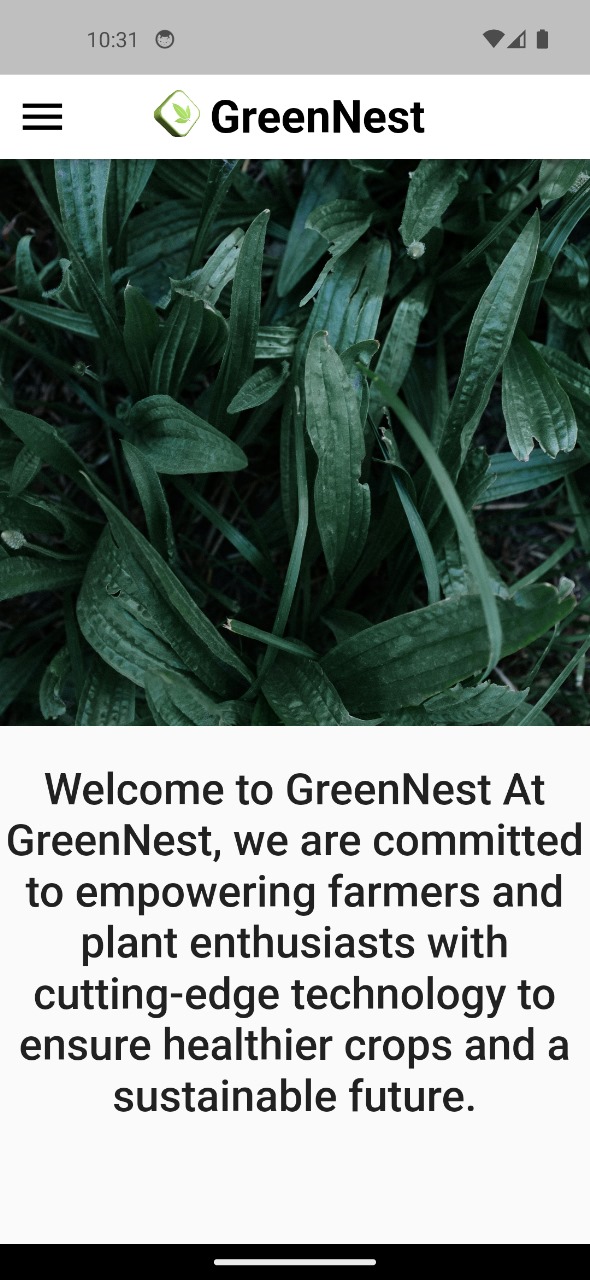 10:31
GreenNest
Welcome to GreenNest At
GreenNest, we are committed
to empowering farmers and
plant enthusiasts with
cutting-edge technology to
ensure healthier crops and a
sustainable future.